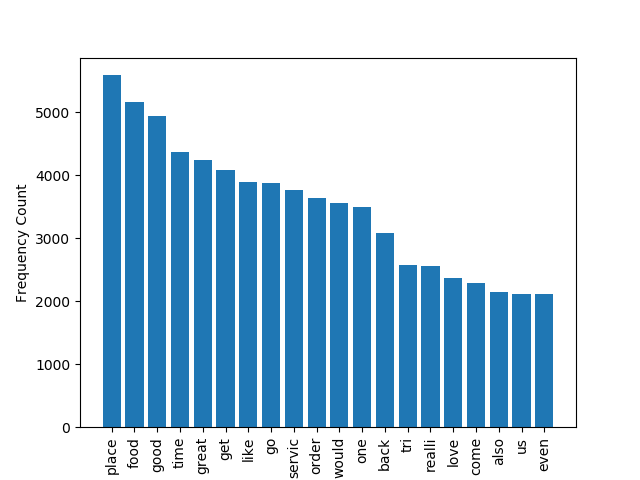 5000
4000
3000
2000
1000
0
Frequency Count
place
food
good
time
great
get
like
go
servic
order
would
one
back
tri
realli
love
come
also
us
even